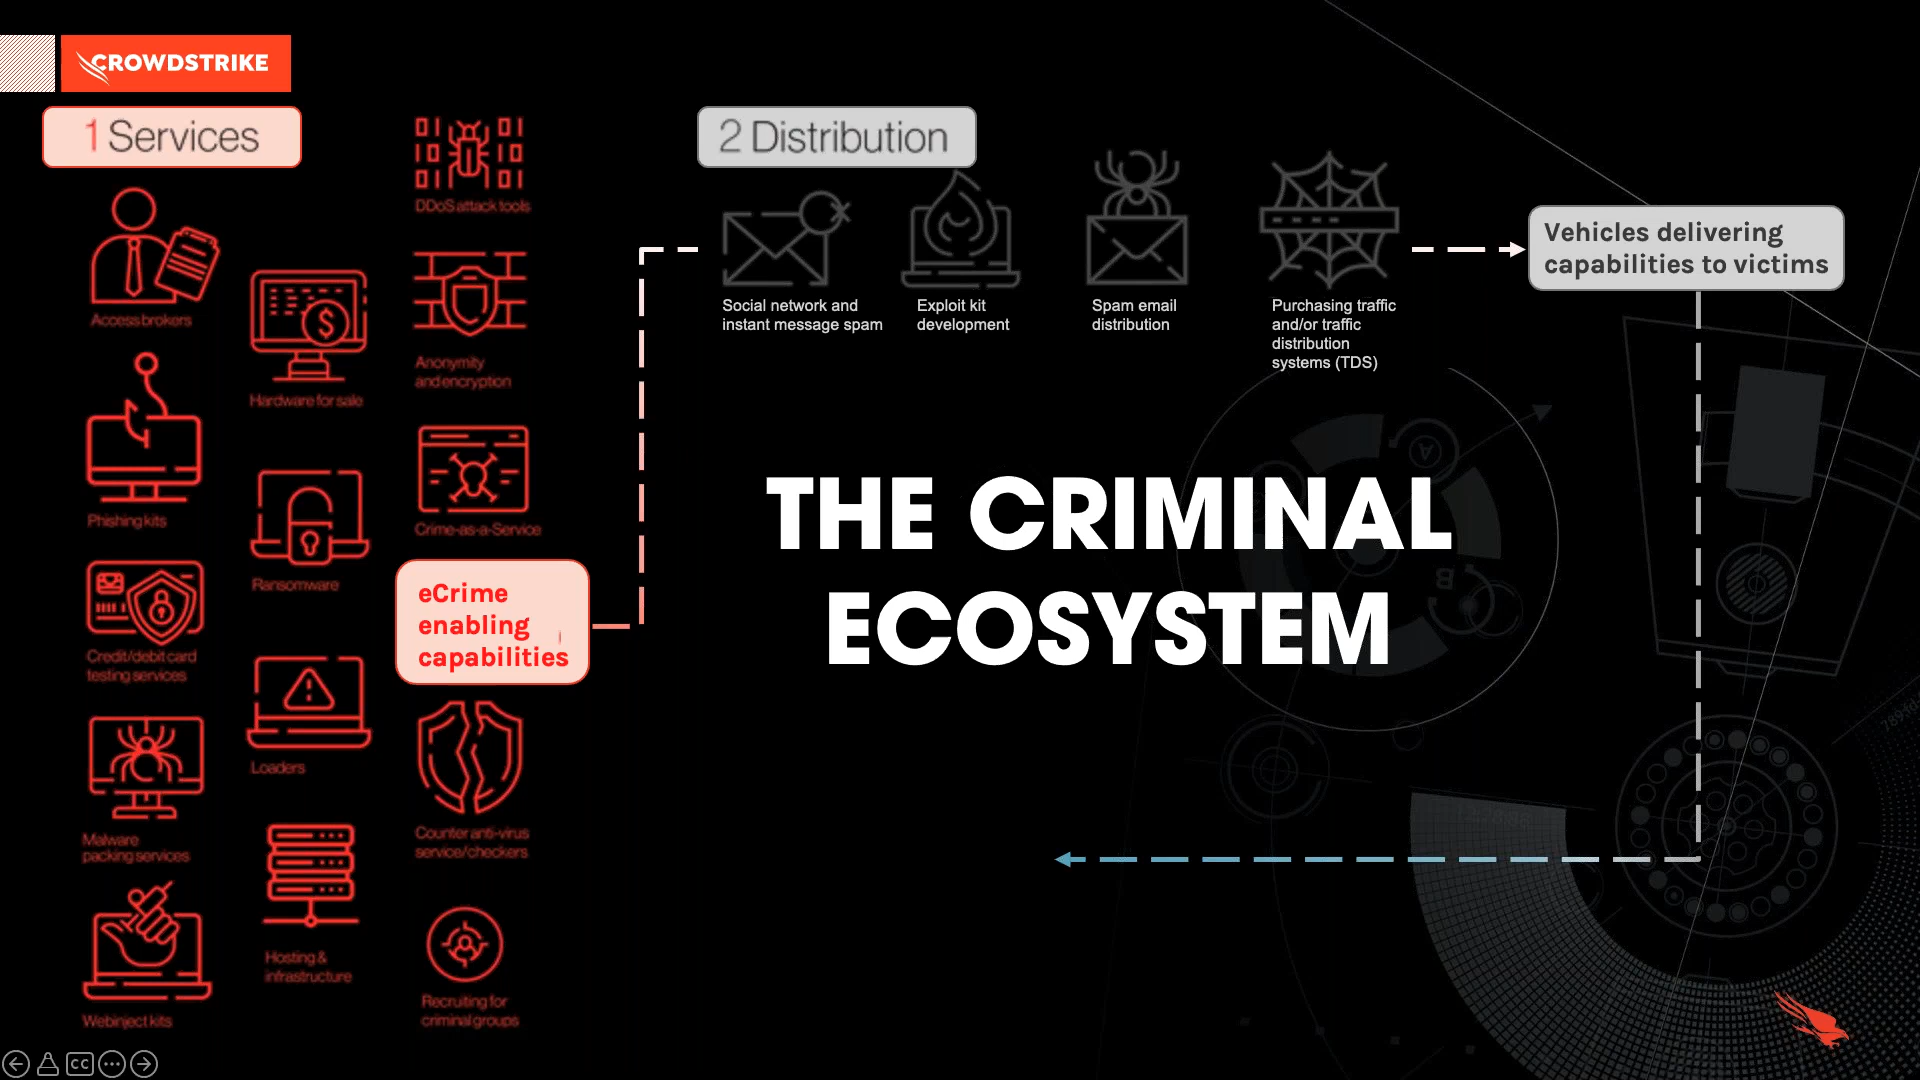 CROWDSTRIKE
1 Services
Access brokers
Phishing kits
Credit/debit card
testing services
Malware
packing services
Webinject kits
Hardware for sale
Ransomware
Loaders
Hosting &
infrastructure
DDoS attack tools
Anonymity
and encryption
Crime-as-a-Service
eCrime
enabling
capabilities
Counter anti-virus
service/checkers
Recruiting for
criminal groups
2 Distribution
Social network and
instant message spam
Exploit kit
development
Spam email
distribution
Purchasing traffic
and/or traffic
distribution
systems (TDS)
Vehicles delivering
capabilities to victims
THE CRIMINAL
ECOSYSTEM
A
B
CC